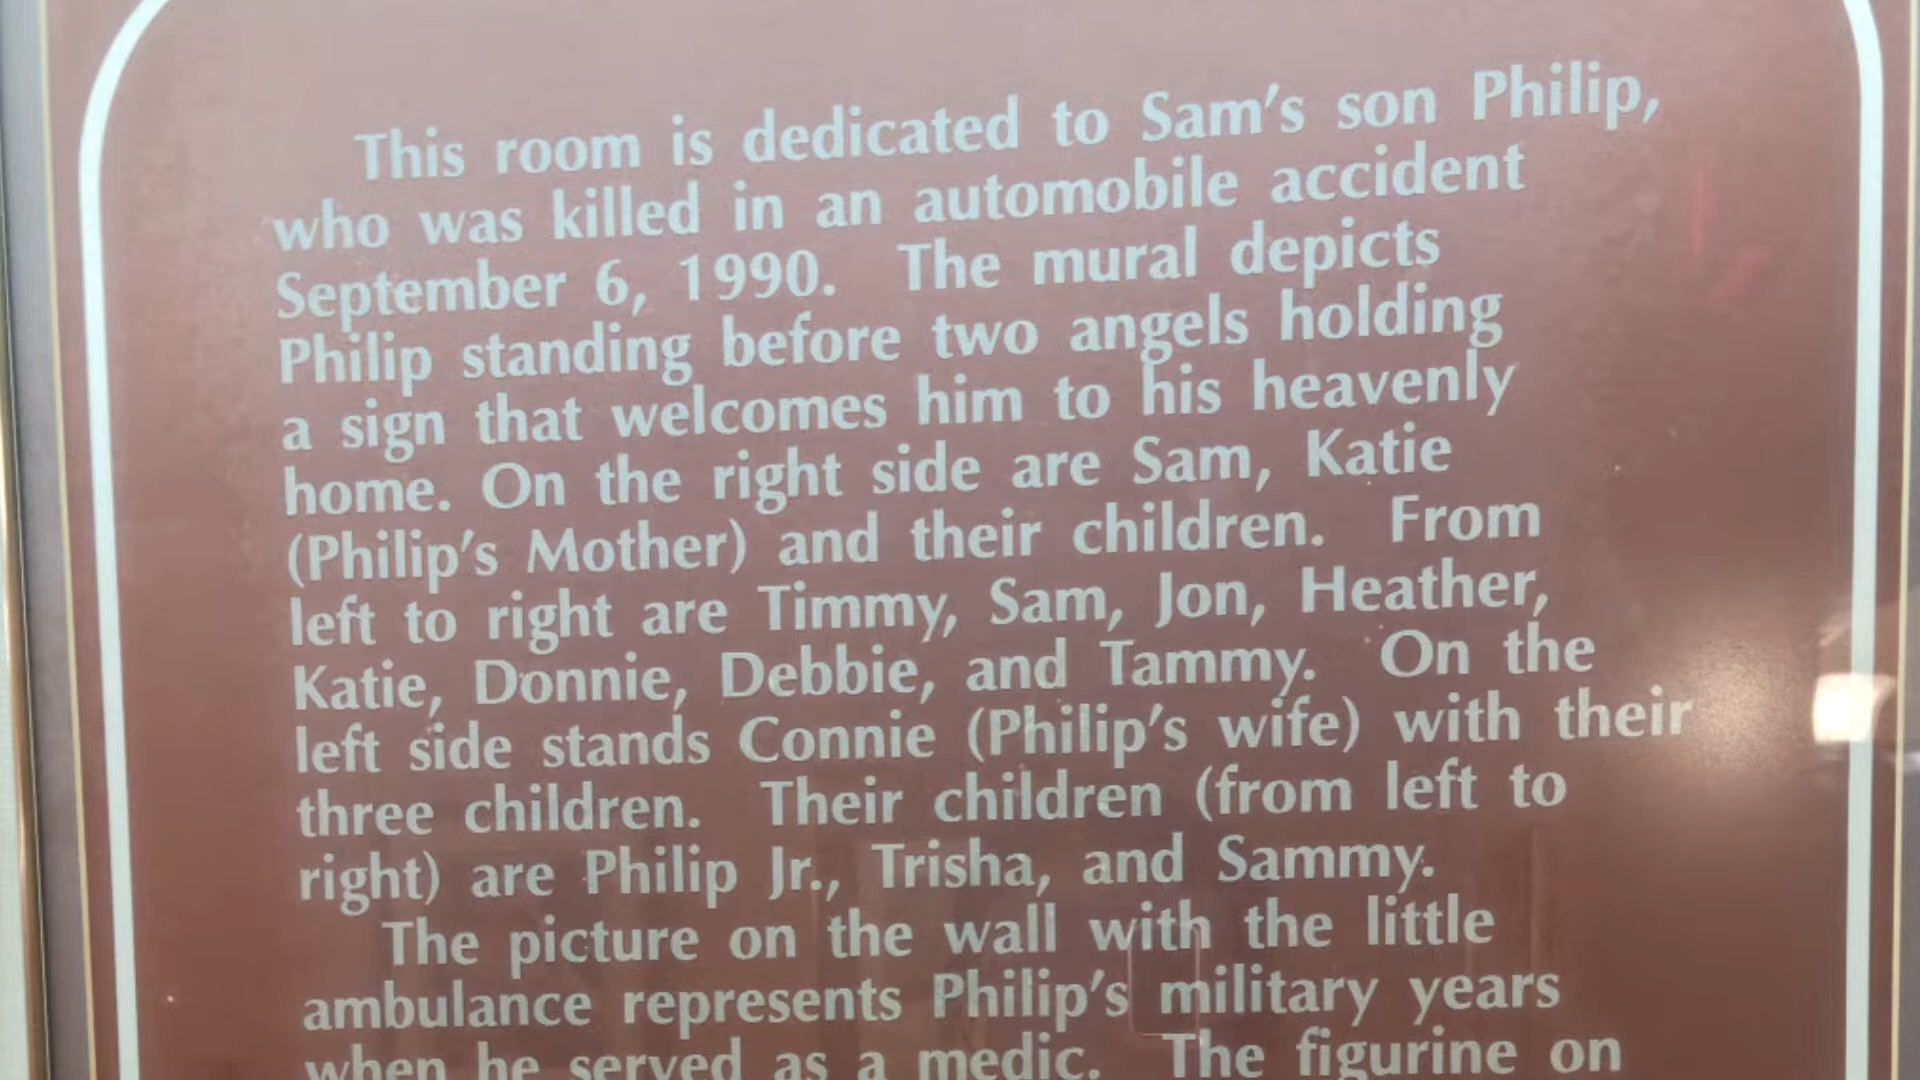 This room is dedicated to Sam's son Philip,
who was killed in an automobile accident
September 6, 1990. The mural depicts
Philip standing before two angels holding
a sign that welcomes him to his heavenly
home. On the right side are Sam, Katie
(Philip's Mother) and their children. From
left to right are Timmy, Sam, Jon, Heather,
Katie, Donnie, Debbie, and Tammy. On the
left side stands Connie (Philip's wife) with their
three children. Their children (from left to
right) are Philip Jr., Trisha, and Sammy.
The picture on the wall with the little
ambulance represents Philip's military years
when he served as a medic. The figurine on